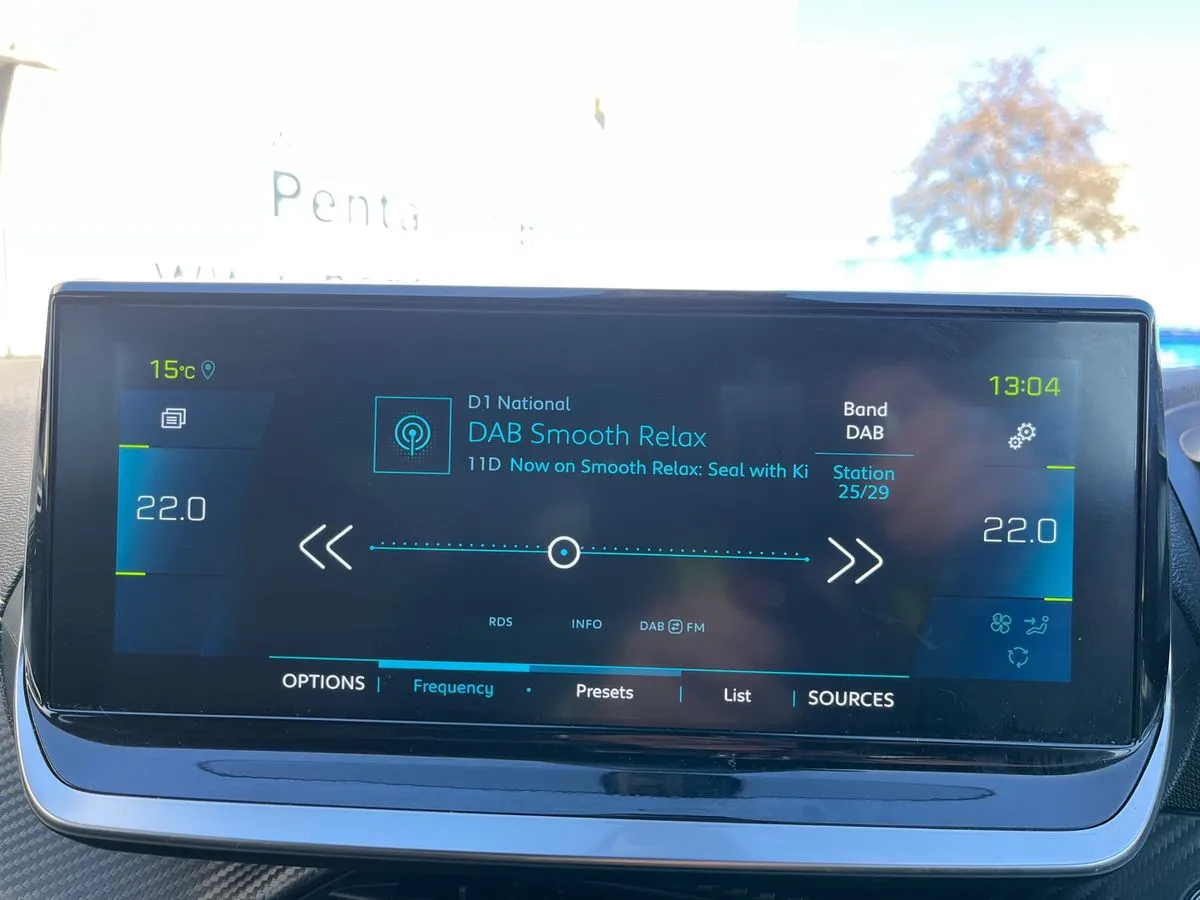 Penta
15°C
13:04
D1 National
DAB Smooth Relax
11D Now on Smooth Relax: Seal with Ki
Band
DAB
Station
25/29
22.0
22.0
RDS
INFO
DAB FM
OPTIONS
Frequency
Presets
List
SOURCES